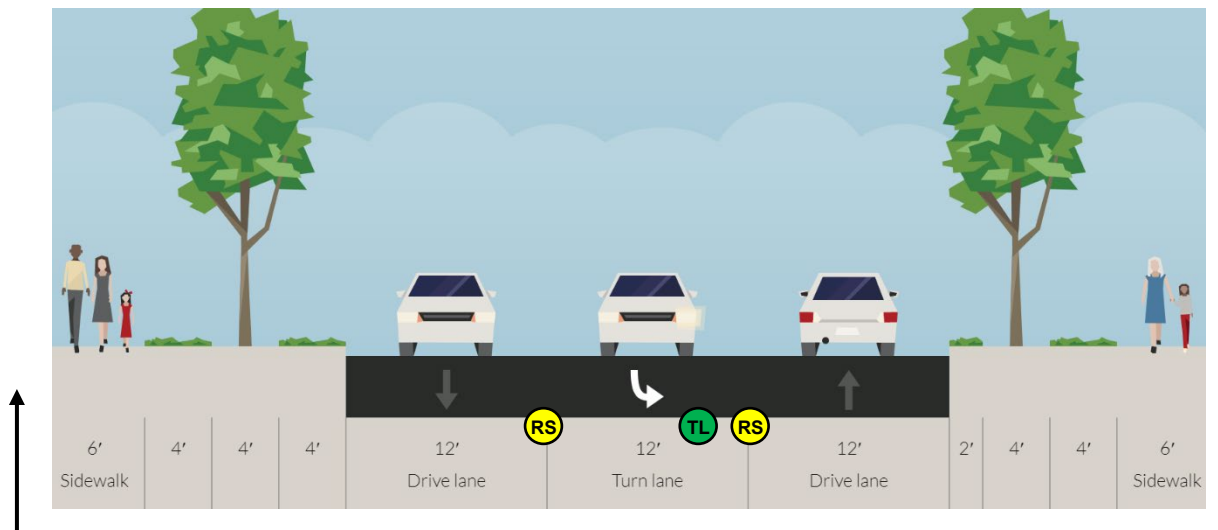 RS
TL
RS
6′
4′
4′
4′
12′
12′
12′
2′
4′
4′
6′
Sidewalk
Drive lane
Turn lane
Drive lane
Sidewalk